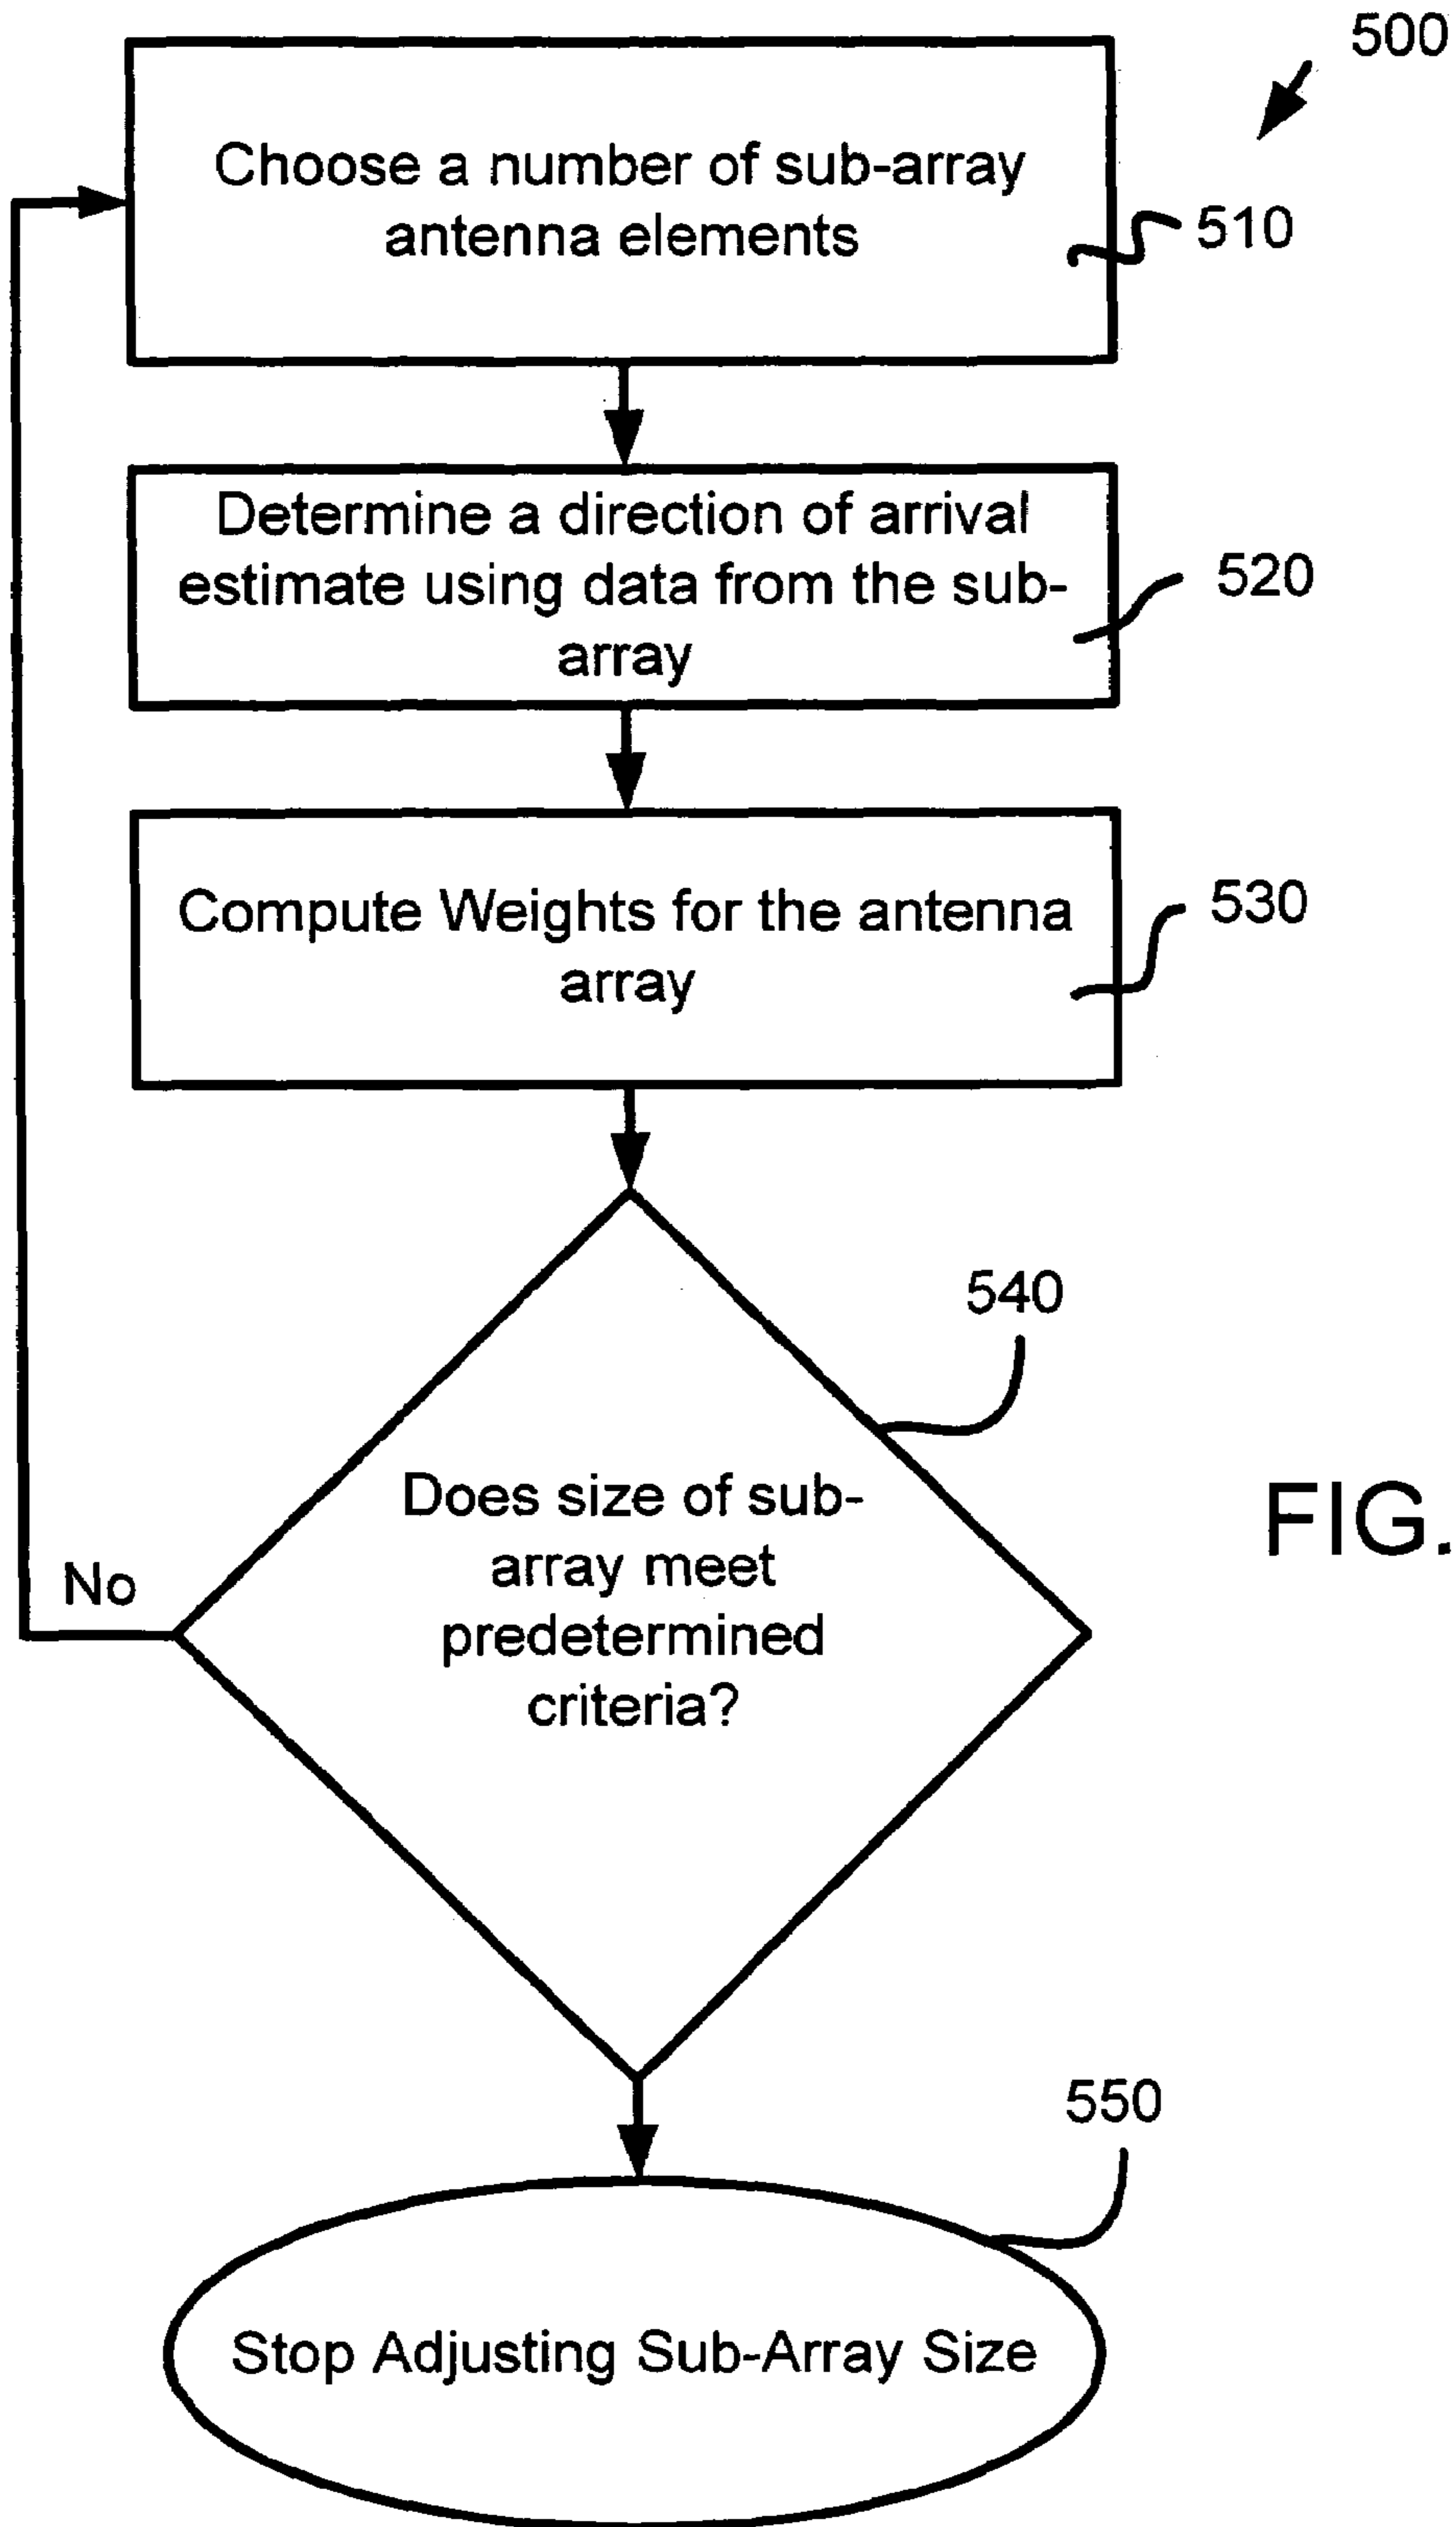 500
Choose a number of sub-array
antenna elements
510
Determine a direction of arrival
estimate using data from the sub-
array
520
Compute Weights for the antenna
array
530
540
Does size of sub-
array meet
predetermined
criteria?
No
FIG.
550
Stop Adjusting Sub-Array Size